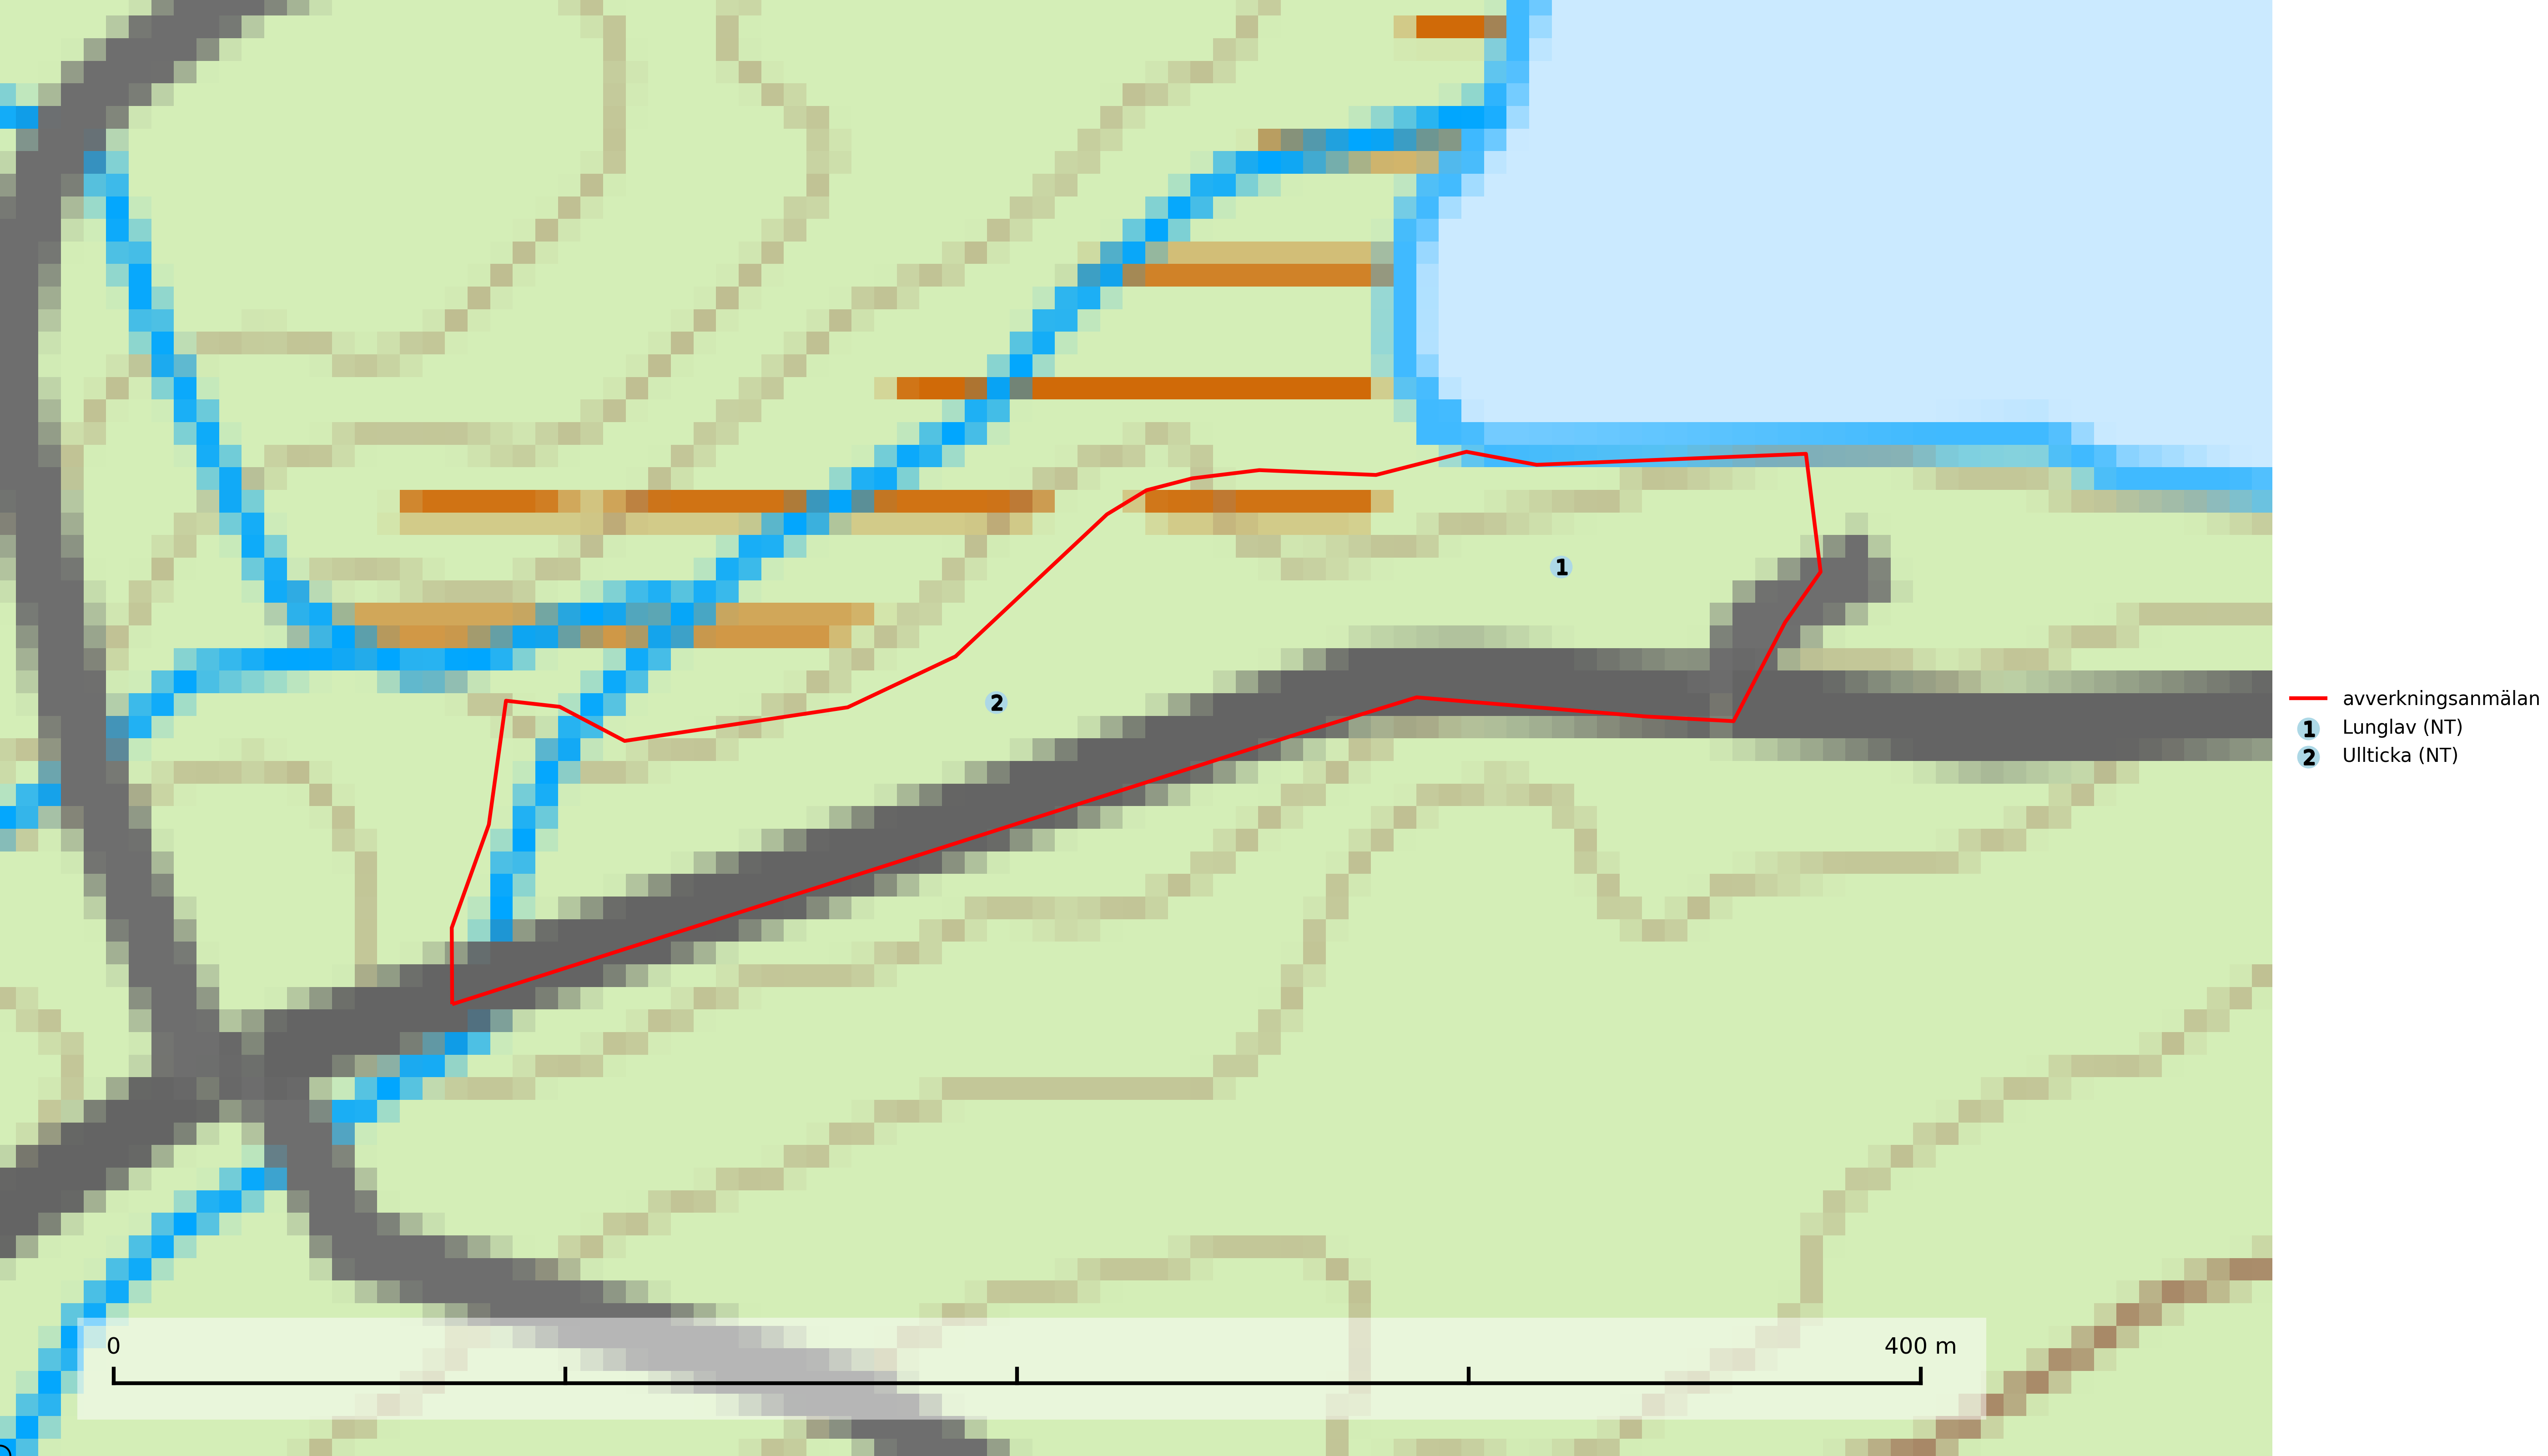 1
2
avverkningsanmälan
1 Lunglav (NT)
2 Ullticka (NT)
0 400 m